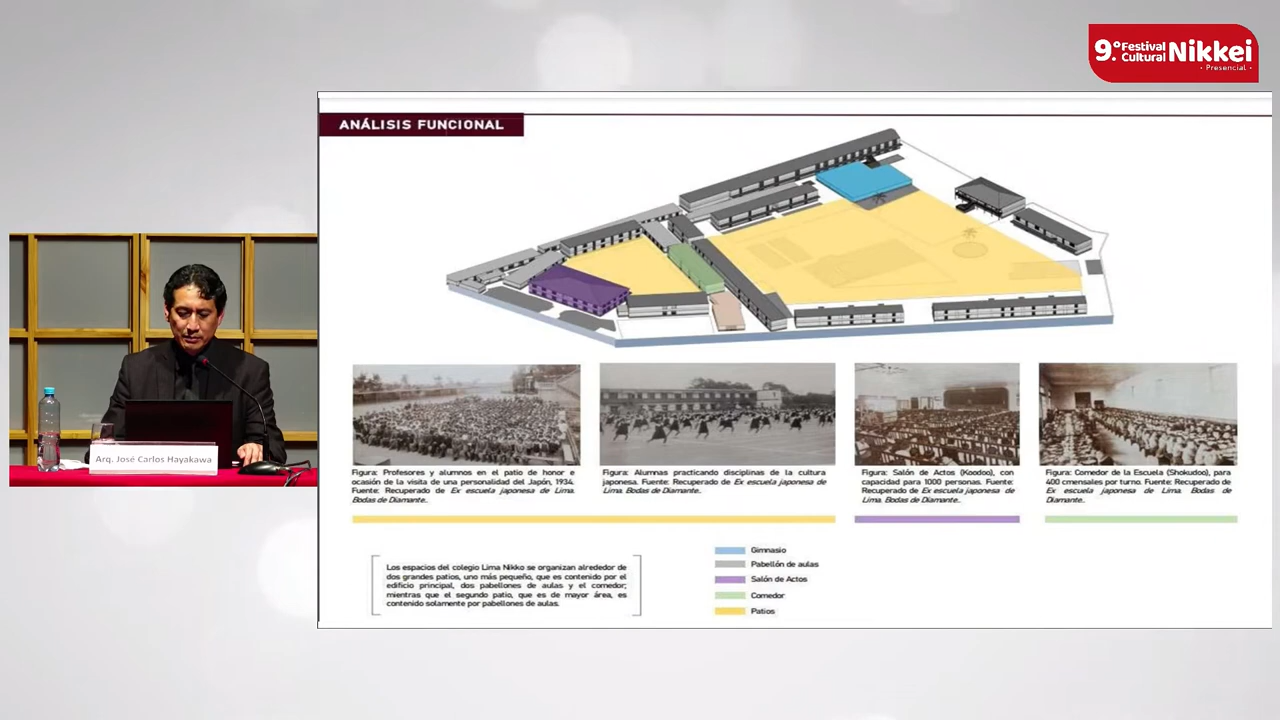 9.º Festival Cultural Nikkei
· Presencial ·
ANÁLISIS FUNCIONAL
Arq. José Carlos Hayakawa
Figura: Profesores y alumnos en el patio de honor e
ocasión de la visita de una personalidad del Japón, 1934.
Fuente: Recuperado de Ex escuela japonesa de Lima.
Bodas de Diamante..
Figura: Alumnas practicando disciplinas de la cultura
japonesa. Fuente: Recuperado de Ex escuela japonesa de
Lima. Bodas de Diamante..
Figura: Salón de Actos (Koodoo), con
capacidad para 1000 personas. Fuente:
Recuperado de Ex escuela japonesa de
Lima. Bodas de Diamante..
Figura: Comedor de la Escuela (Shokudoo), para
400 cmensales por turno. Fuente: Recuperado de
Ex escuela japonesa de Lima. Bodas de
Diamante..
Los espacios del colegio Lima Nikko se organizan alrededor de
dos grandes patios, uno más pequeño, que es contenido por el
edificio principal, dos pabellones de aulas y el comedor;
mientras que el segundo patio, que es de mayor área, es
contenido solamente por pabellones de aulas.
Gimnasio
Pabellón de aulas
Salón de Actos
Comedor
Patios